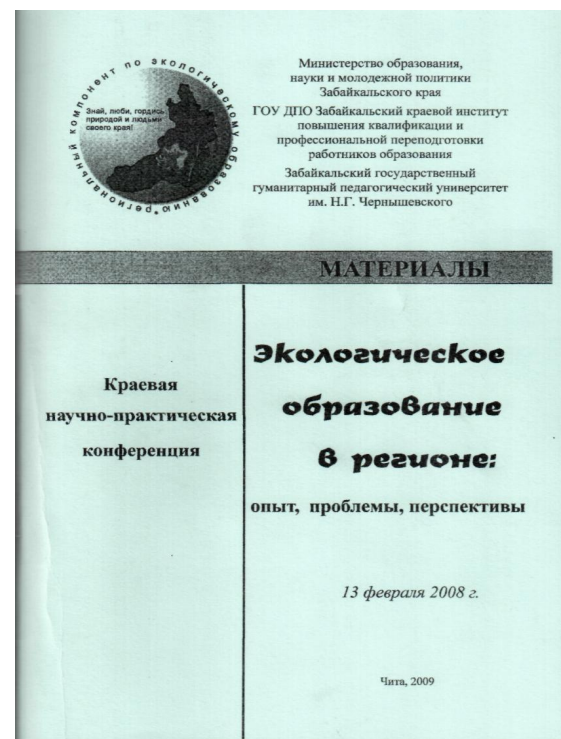 региональный компонент по экологическому образованию
Знай, люби, гордись
природой и людьми
своего края!
Министерство образования,
науки и молодежной политики
Забайкальского края
ГОУ ДПО Забайкальский краевой институт
повышения квалификации и
профессиональной переподготовки
работников образования
Забайкальский государственный
гуманитарный педагогический университет
им. Н.Г. Чернышевского
МАТЕРИАЛЫ
Краевая
научно-практическая
конференция
Экологическое
образование
в регионе:
опыт, проблемы, перспективы
13 февраля 2008 г.
Чита, 2009